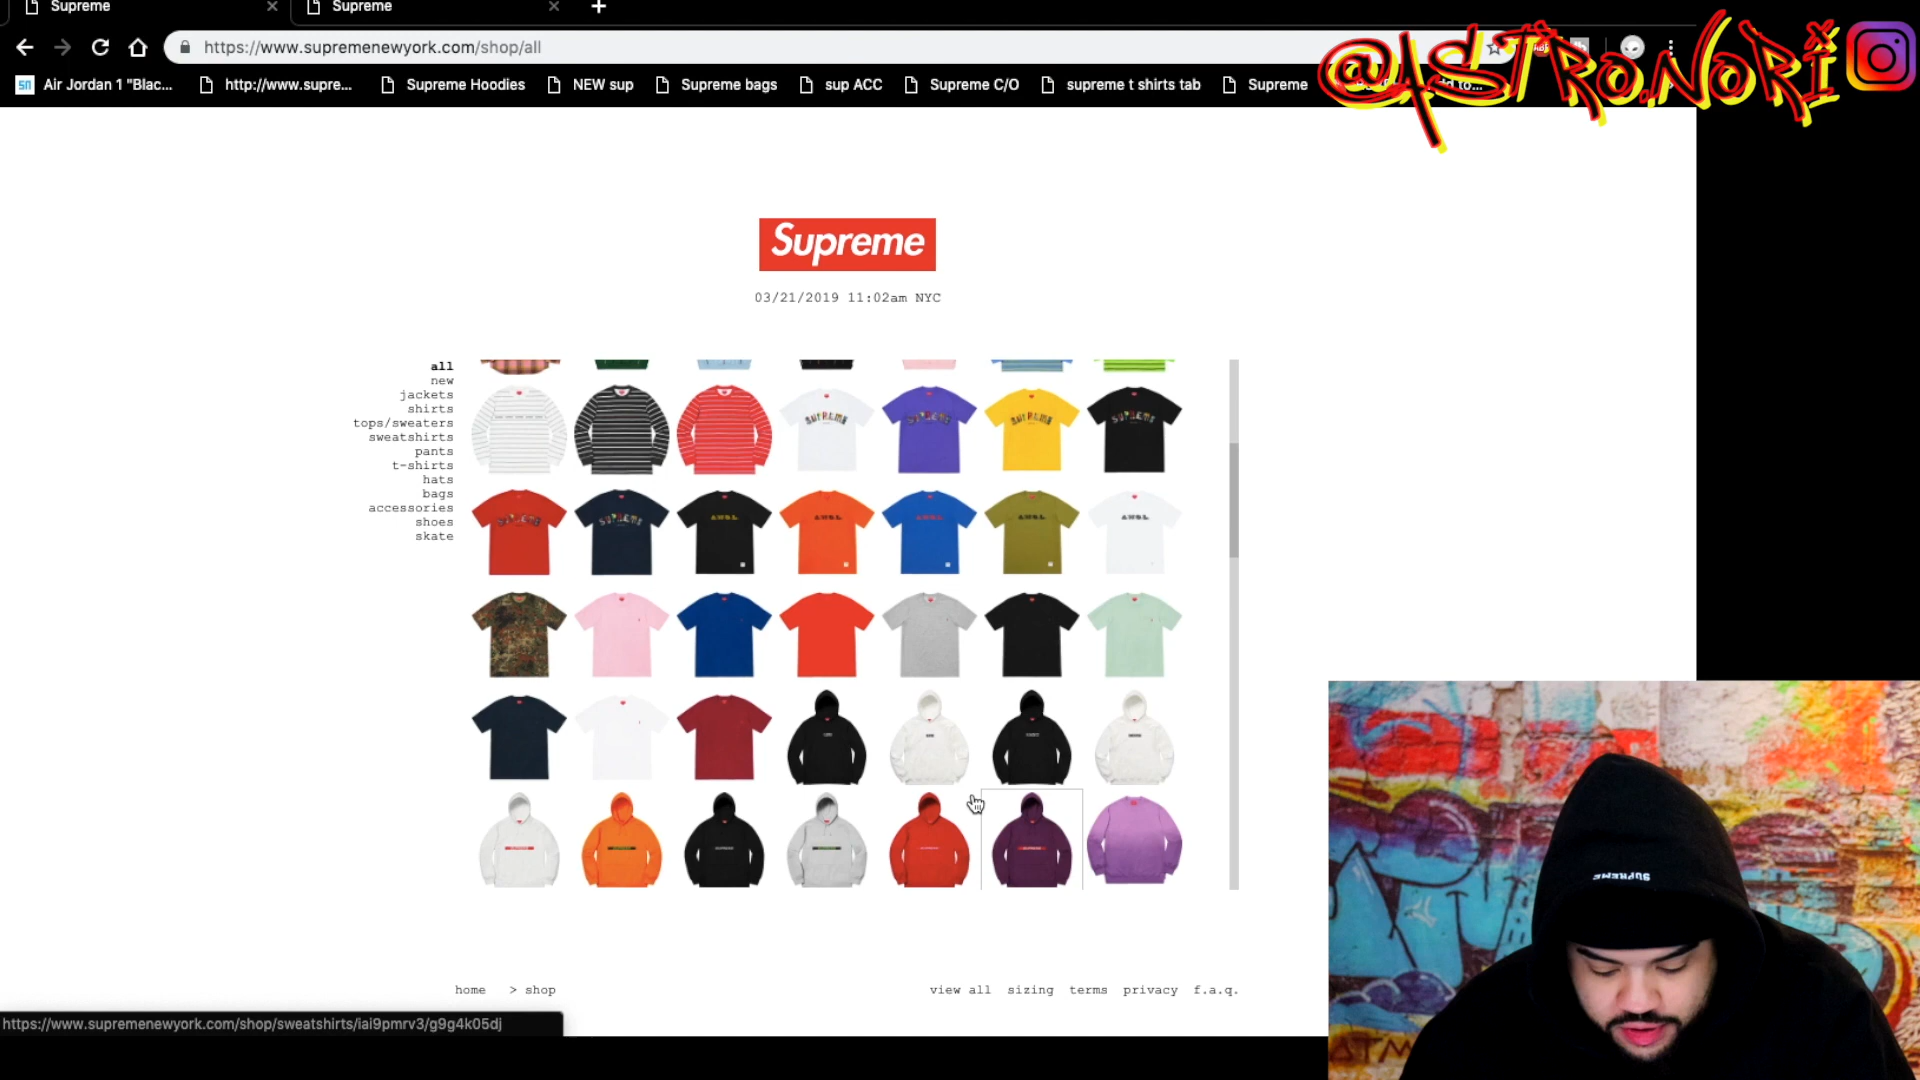 Supreme
Supreme
https://www.supremenewyork.com/shop/all
Air Jordan 1 "Blac...
http://www.supre...
Supreme Hoodies
NEW sup
Supreme bags
sup ACC
Supreme C/O
supreme t shirts tab
Supreme
@ASTRO.NORI
Supreme
03/21/2019 11:02am NYC
all
new
jackets
shirts
tops/sweaters
sweatshirts
pants
t-shirts
hats
bags
accessories
shoes
skate
home > shop
view all sizing terms privacy f.a.q.
https://www.supremenewyork.com/shop/sweatshirts/iai9pmrv3/g9g4k05dj
SUPREME